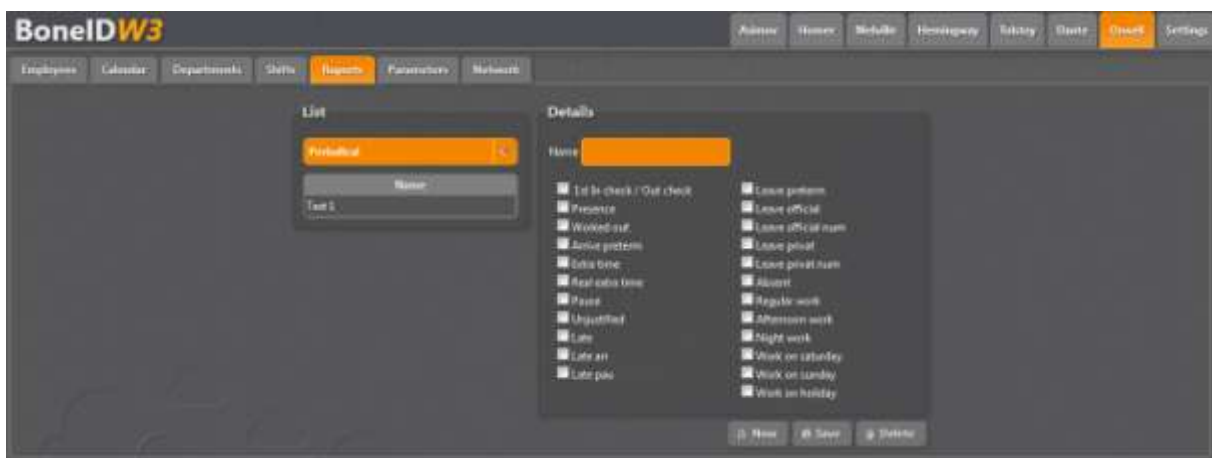 BoneIDW3
Asimov Homer Melville Hemingway Tolstoy Dante Orwell Settings
Employees Calendar Departments Shifts Reports Parameters Network
List
Details
Periodical
Name
Name
Test 1
1st In check / Out check
Presence
Worked out
Arrive preterm
Extra time
Real extra time
Pause
Unjustified
Late
Late arr
Late pau
Leave preterm
Leave official
Leave official num
Leave privat
Leave privat num
Absent
Regular work
Afternoon work
Night work
Work on saturday
Work on sunday
Work on holiday
New Save Delete